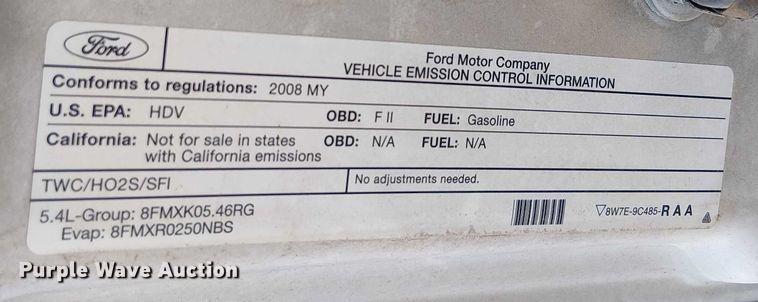 Ford
Ford Motor Company
VEHICLE EMISSION CONTROL INFORMATION
Conforms to regulations: 2008 MY
U.S. EPA: HDV OBD: F II FUEL: Gasoline
California: Not for sale in states OBD: N/A FUEL: N/A
with California emissions
TWC/HO2S/SFI No adjustments needed.
5.4L-Group: 8FMXK05.46RG
Evap: 8FMXR0250NBS
8W7E-9C485-RAA
Purple Wave Auction